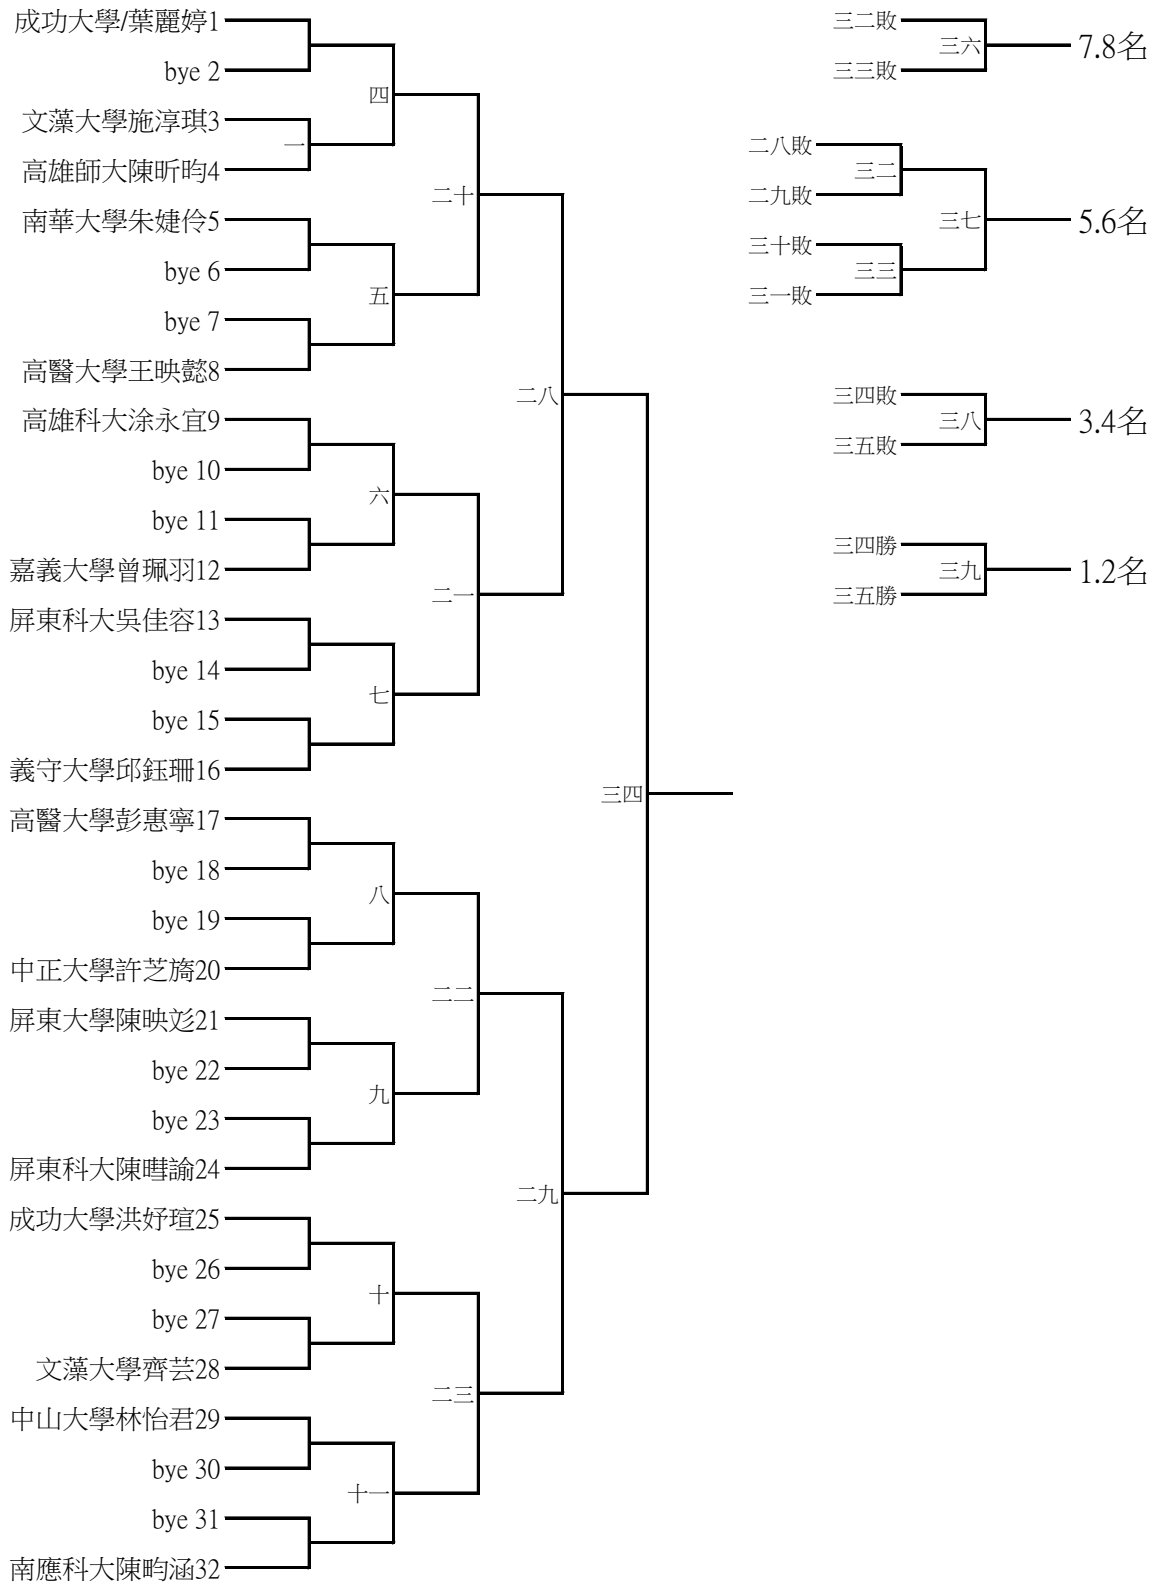 成功大學/葉麗婷1
bye 2
文藻大學施淳琪3
高雄師大陳昕昀4
南華大學朱婕伶5
bye 6
bye 7
高醫大學王映懿8
高雄科大涂永宜9
bye 10
bye 11
嘉義大學曾珮羽12
屏東科大吳佳容13
bye 14
bye 15
義守大學邱鈺珊16
高醫大學彭惠寧17
bye 18
bye 19
中正大學許芝旖20
屏東大學陳映彣21
bye 22
bye 23
屏東科大陳暳諭24
成功大學洪妤瑄25
bye 26
bye 27
文藻大學齊芸28
中山大學林怡君29
bye 30
bye 31
南應科大陳畇涵32
一
四
五
六
七
八
九
十
十一
二十
二一
二二
二三
二八
二九
三四
三二敗
三六
三三敗
7.8名
二八敗
三二
二九敗
三七
5.6名
三十敗
三三
三一敗
三四敗
三八
三五敗
3.4名
三四勝
三九
三五勝
1.2名